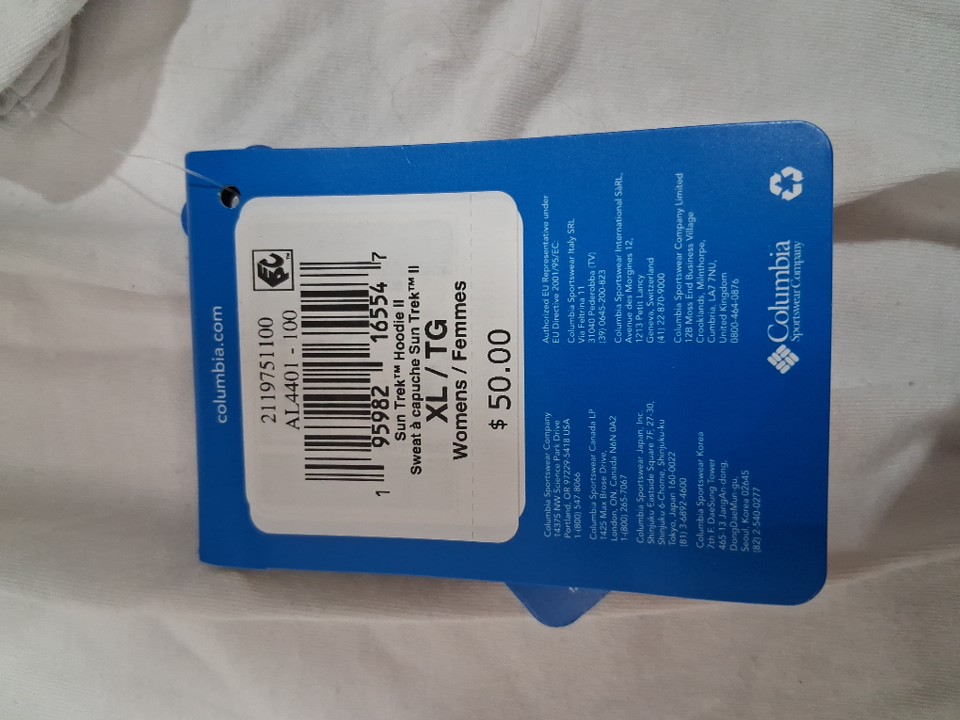 columbia.com
2119751100
AL4401 - 100
EPC™
1 95982 16554 7
Sun Trek™ Hoodie II
Sweat à capuche Sun Trek™ II
XL / TG
Womens / Femmes
$ 50.00
Columbia Sportswear Company
14375 NW Science Park Drive
Portland, OR 97229-5418 USA
1-(800) 547-8066
Columbia Sportswear Canada LP
1425 Max Brose Drive,
London, ON, Canada N6N 0A2
1-(800) 265-7067
Columbia Sportswear Japan, Inc.
Shinjuku Eastside Square 7F, 27-30,
Shinjuku 6-Chome, Shinjuku-ku
Tokyo, Japan 160-0022
(81) 3-6892-4600
Columbia Sportswear Korea
7th F. DaeSung Tower
465-13 JangAn-dong,
DongDaeMun-gu,
Seoul, Korea 02645
(82) 2-540-0277
Authorized EU Representative under
EU Directive 2001/95/EC:
Columbia Sportswear Italy SRL
Via Feltrina 11
31040 Pederobba (TV)
(39) 0645-200-823
Columbia Sportswear International SàRL,
Avenue des Morgines 12,
1213 Petit Lancy
Geneva, Switzerland
(41) 22 870-9000
Columbia Sportswear Company Limited
12B Moss End Business Village
Crooklands, Milnthorpe,
Cumbria, LA7 7NU,
United Kingdom
0800-464-0876
Columbia
Sportswear Company